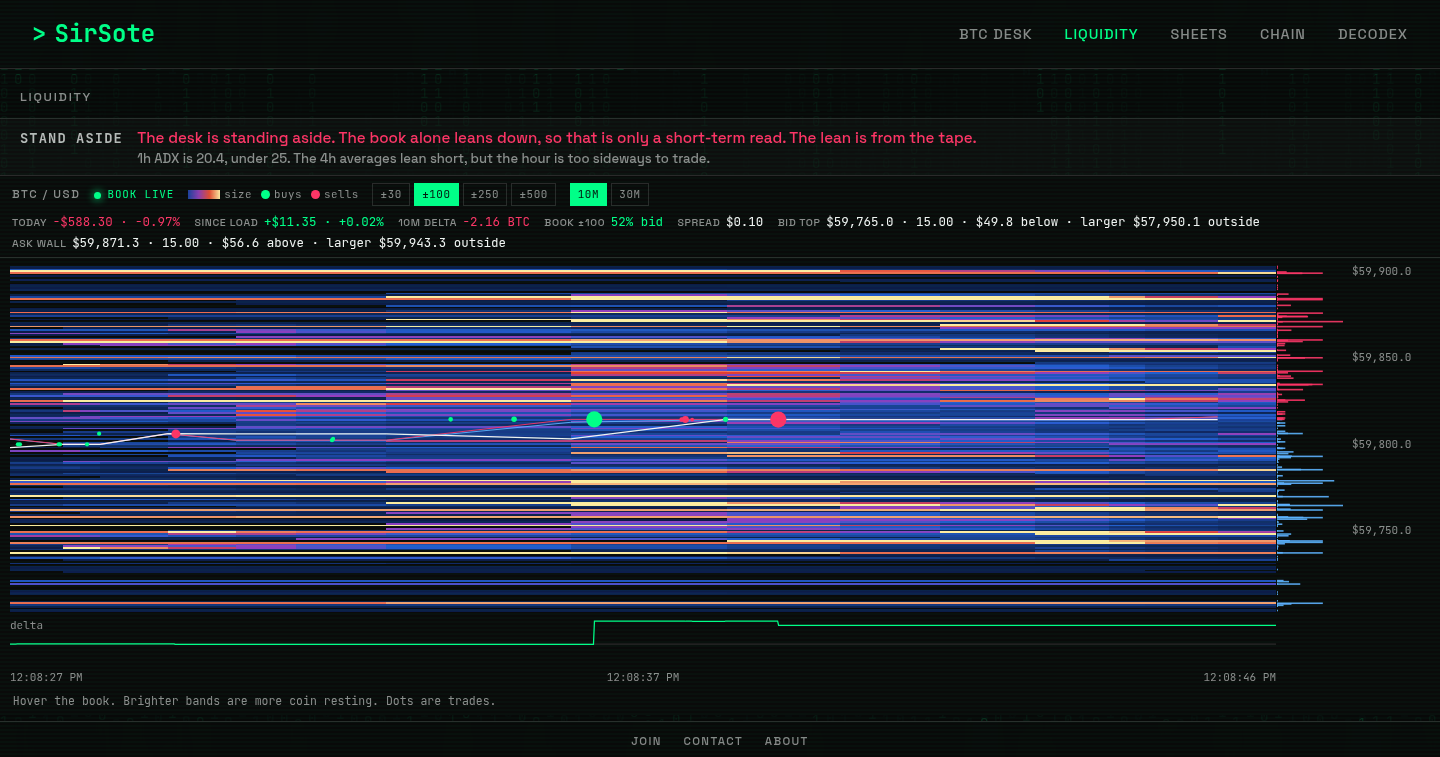 > SirSote
BTC DESK LIQUIDITY SHEETS CHAIN DECODEX
LIQUIDITY
STAND ASIDE The desk is standing aside. The book alone leans down, so that is only a short-term read. The lean is from the tape.
1h ADX is 20.4, under 25. The 4h averages lean short, but the hour is too sideways to trade.
BTC / USD BOOK LIVE size buys sells ±30 ±100 ±250 ±500 10M 30M
TODAY -$588.30 · -0.97% SINCE LOAD +$11.35 · +0.02% 10M DELTA -2.16 BTC BOOK ±100 52% bid SPREAD $0.10 BID TOP $59,765.0 · 15.00 · $49.8 below · larger $57,950.1 outside
ASK WALL $59,871.3 · 15.00 · $56.6 above · larger $59,943.3 outside
$59,900.0
$59,850.0
$59,800.0
$59,750.0
delta
12:08:27 PM 12:08:37 PM 12:08:46 PM
Hover the book. Brighter bands are more coin resting. Dots are trades.
JOIN CONTACT ABOUT